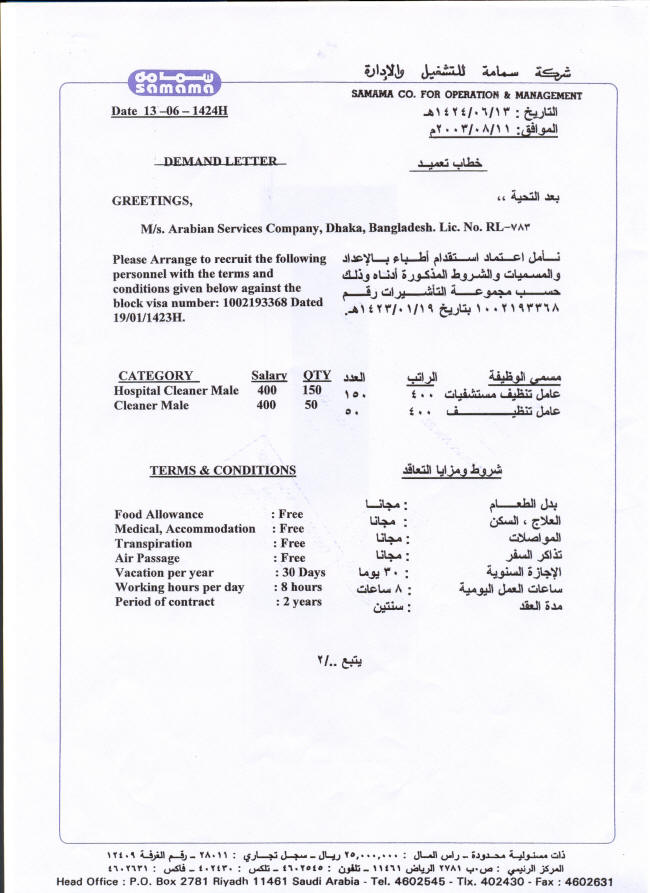 شركة سمامة للتشغيل والإدارة
سمامة
samama
SAMAMA CO. FOR OPERATION & MANAGEMENT
Date 13 –06 – 1424H
التاريخ : ١٤٢٤/٠٦/١٣هـ
الموافق: ٢٠٠٣/٠٨/١١م
DEMAND LETTER
خطاب تعميد
GREETINGS,
بعد التحية ،،
M/s. Arabian Services Company, Dhaka, Bangladesh. Lic. No. RL-٧٨٣
Please Arrange to recruit the following
personnel with the terms and
conditions given below against the
block visa number: 1002193368 Dated
19/01/1423H.
نــأمل اعتماد استقدام أطبـاء بـالإعداد
والمسميات والشروط المذكورة أدناه وذلك
حسب مجموعة التأشيرات رقم
١٠٠٢١٩٣٣٦٨ بتاريخ ١٤٢٣/٠١/١٩هـ.
CATEGORY Salary QTY
Hospital Cleaner Male 400 150
Cleaner Male 400 50
مسمي الوظيفة الراتب العدد
عامل تنظيف مستشفيات ٤٠٠ ١٥٠
عامل تنظيـــــف ٤٠٠ ٥٠
TERMS & CONDITIONS
شروط ومزايا التعاقد
Food Allowance : Free
Medical, Accommodation : Free
Transpiration : Free
Air Passage : Free
Vacation per year : 30 Days
Working hours per day : 8 hours
Period of contract : 2 years
بدل الطعـــام : مجانـــا
العلاج ، السكن : مجانا
المواصلات : مجانا
تذاكر السفر : مجانا
الإجازة السنوية : ٣٠ يوما
ساعات العمل اليومية : ٨ ساعات
مدة العقد : سنتين
يتبع ../٢
ذات مسئولية محدودة ـ راس المال : ٢٥,٠٠٠,٠٠٠ ريال ـ سجل تجاري : ٢٨٠١١ ـ رقم الغرفة ١٢٤٠٩
المركز الرئيسي : ص.ب ٢٧٨١ الرياض ١١٤٦١ ـ تلفون : ٤٦٠٢٥٤٥ ـ تلكس : ٤٠٢٤٣٠ ـ فاكس : ٤٦٠٢٦٣١
Head Office : P.O. Box 2781 Riyadh 11461 Saudi Arabia - Tel. 4602545 - Tlx. 402430 - Fax : 4602631